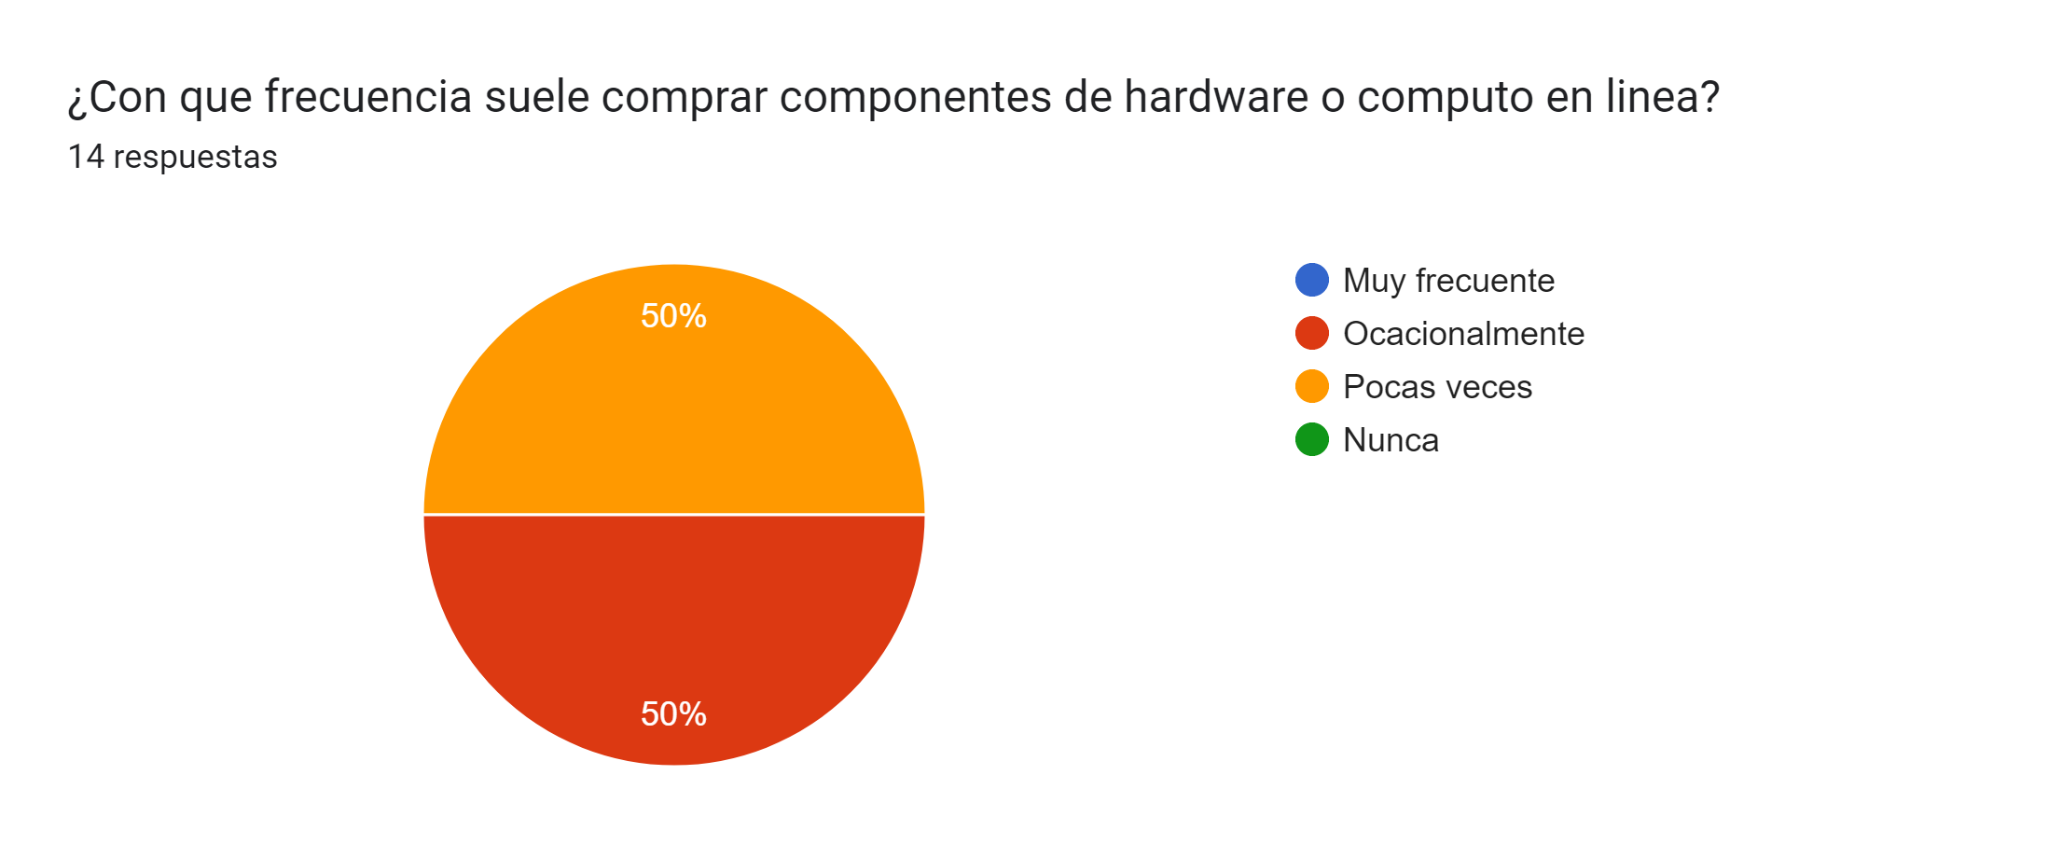 ¿Con que frecuencia suele comprar componentes de hardware o computo en linea?
14 respuestas
50%
50%
Muy frecuente
Ocacionalmente
Pocas veces
Nunca